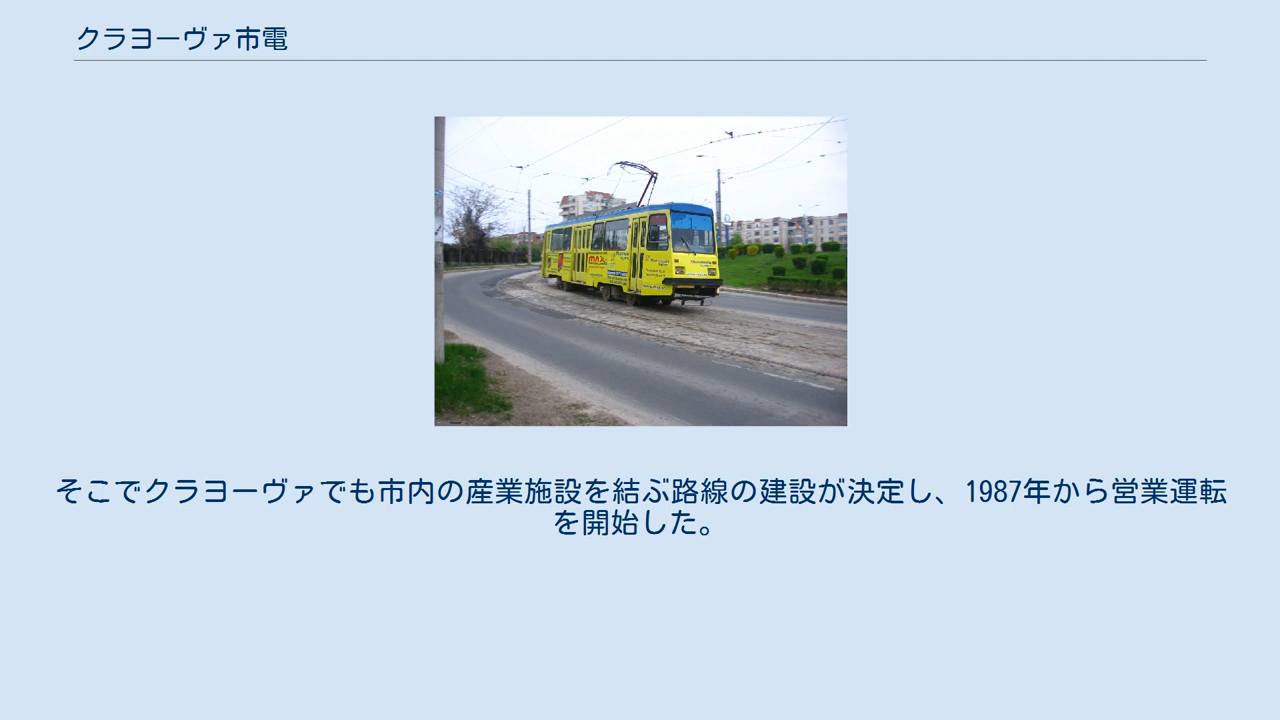 クラヨーヴァ市電
MAX
そこでクラヨーヴァでも市内の産業施設を結ぶ路線の建設が決定し、1987年から営業運転
を開始した。